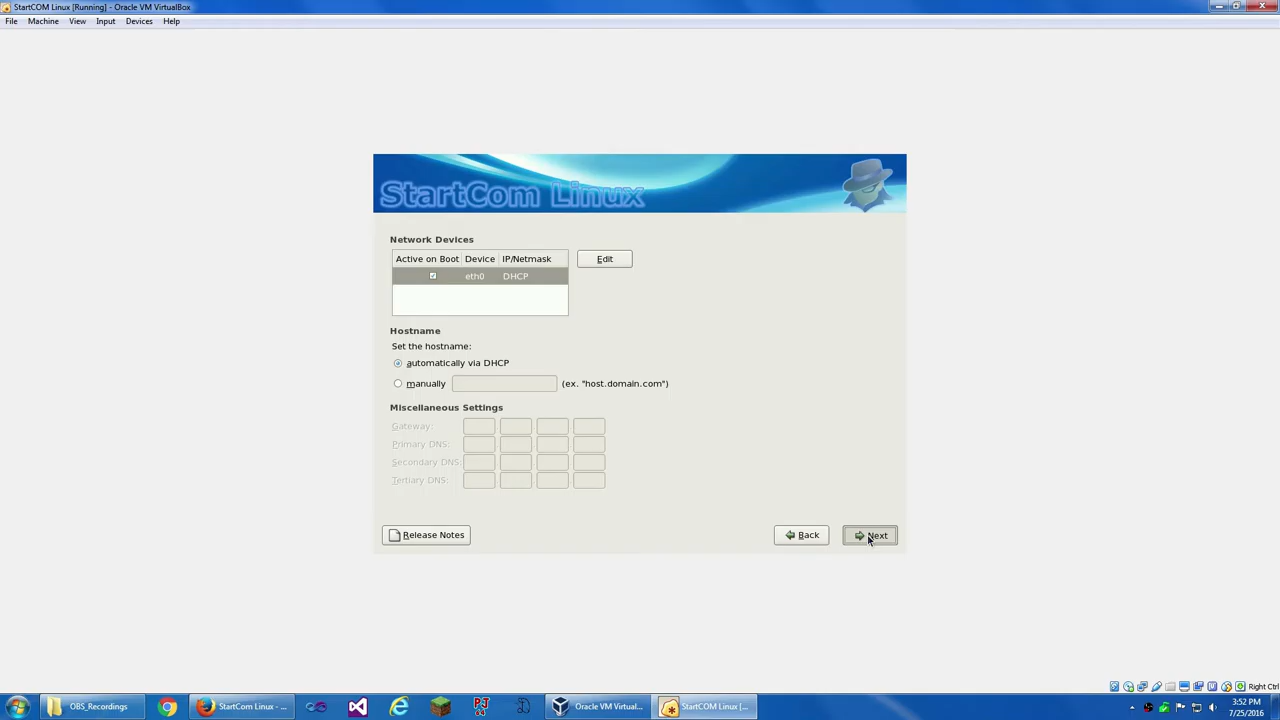 StartCOM Linux [Running] - Oracle VM VirtualBox
File Machine View Input Devices Help
StartCom Linux
Network Devices
Active on Boot Device IP/Netmask
Edit
eth0 DHCP
Hostname
Set the hostname:
automatically via DHCP
manually (ex. "host.domain.com")
Miscellaneous Settings
Gateway:
Primary DNS:
Secondary DNS:
Tertiary DNS:
Release Notes
Back
Next
Right Ctrl
OBS_Recordings
StartCom Linux - ...
Oracle VM Virtual...
StartCOM Linux [...
3:52 PM
7/25/2016